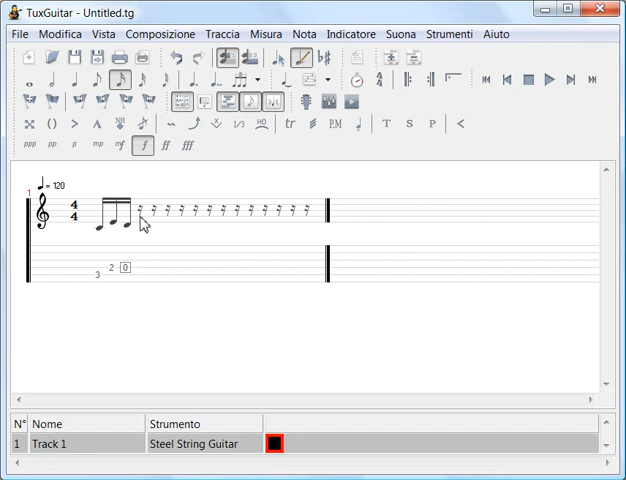 TuxGuitar - Untitled.tg
File Modifica Vista Composizione Traccia Misura Nota Indicatore Suona Strumenti Aiuto
NH
1/3 HO tr P.M T S P
ppp pp p mp mf f ff fff
= 120
1
4
4
3 2 0
N° Nome Strumento
1 Track 1 Steel String Guitar